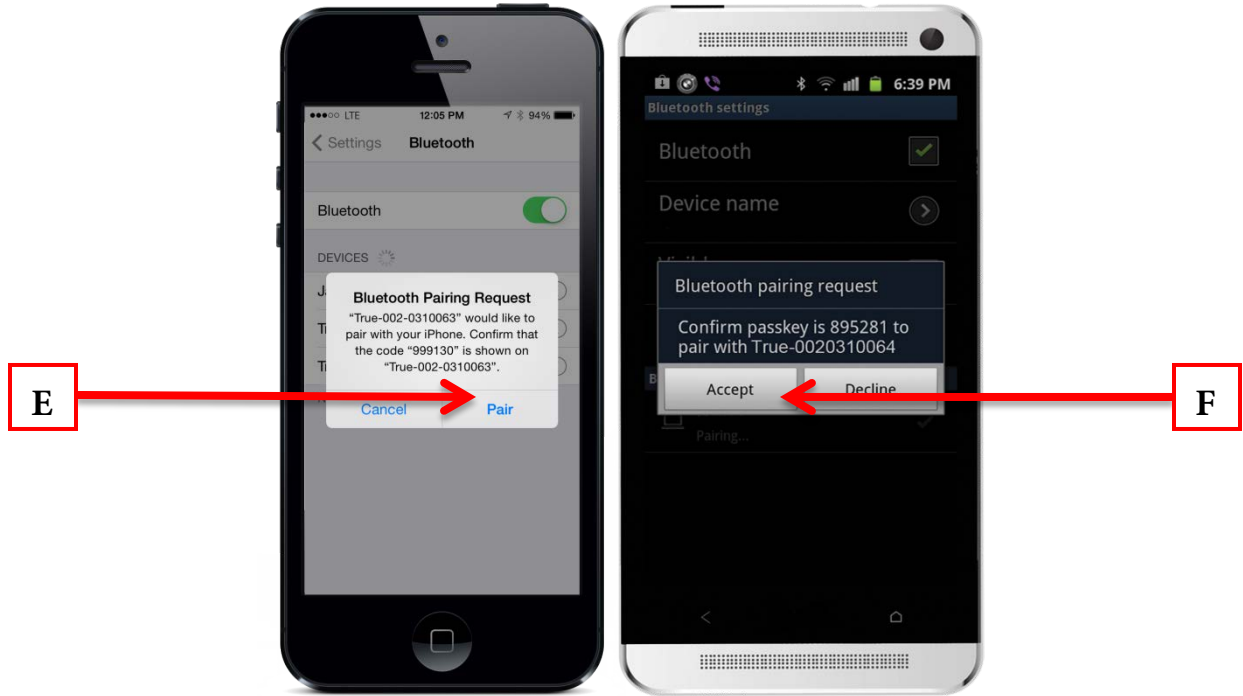 LTE 12:05 PM 94%
Settings Bluetooth
Bluetooth
DEVICES
Bluetooth Pairing Request
“True-002-0310063” would like to
pair with your iPhone. Confirm that
the code “999130” is shown on
“True-002-0310063”.
Cancel Pair
E
6:39 PM
Bluetooth settings
Bluetooth
Device name
Bluetooth pairing request
Confirm passkey is 895281 to
pair with True-0020310064
Accept Decline
Pairing...
F